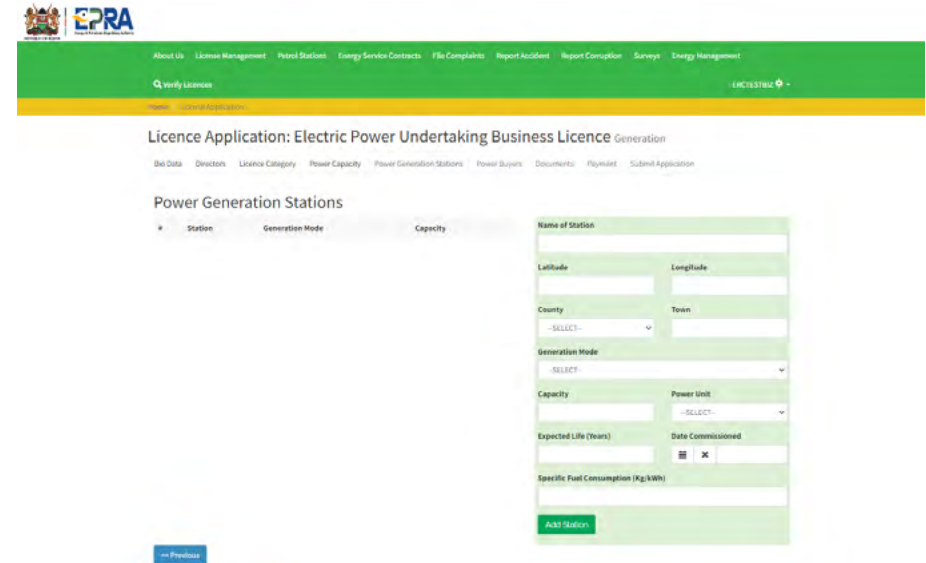 EPRA
About Us License Management Petrol Stations Energy Service Contracts File Complaints Report Accident Report Corruption Surveys Energy Management
Verify Licences LHCTESTBIZ
Home Licence Application
Licence Application: Electric Power Undertaking Business Licence Generation
Bio Data Directors Licence Category Power Capacity Power Generation Stations Power Buyers Documents Payment Submit Application
Power Generation Stations
# Station Generation Mode Capacity
Name of Station
Latitude Longitude
County Town
--SELECT--
Generation Mode
--SELECT--
Capacity Power Unit
--SELECT--
Expected Life (Years) Date Commissioned
Specific Fuel Consumption (Kg/kWh)
Add Station
<< Previous